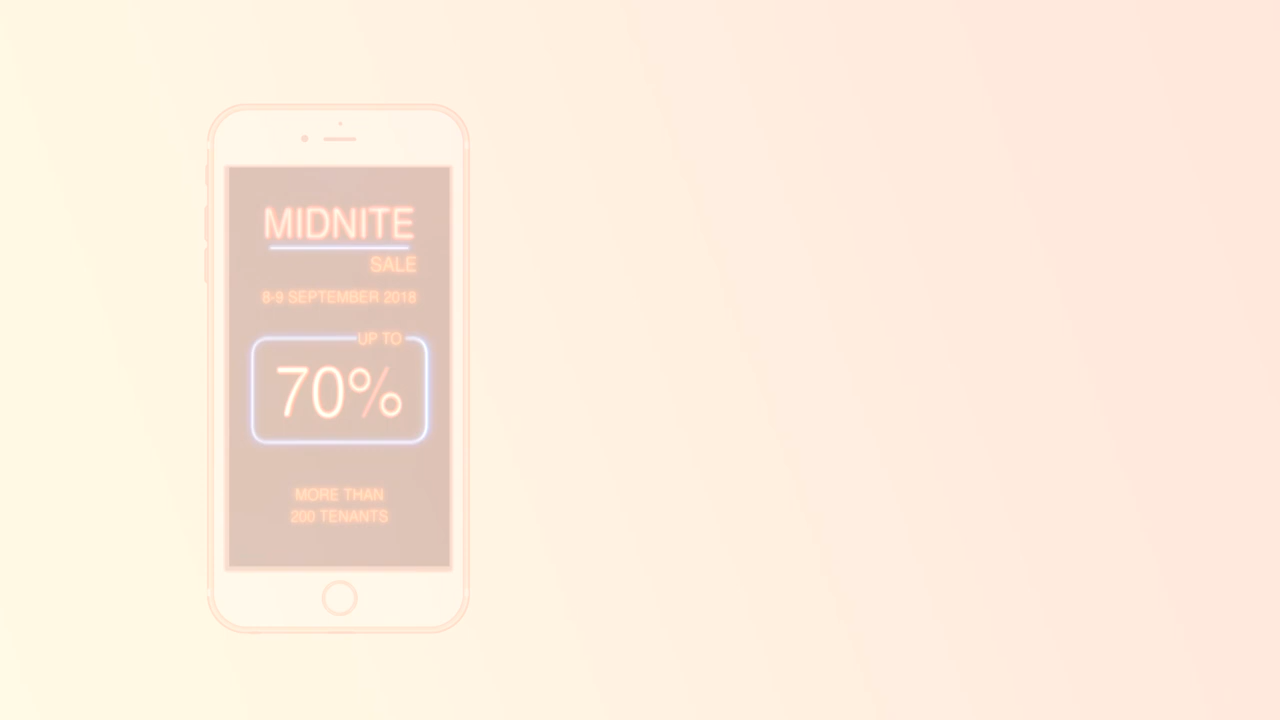 MIDNITE
SALE
8-9 SEPTEMBER 2018
UP TO
70%
MORE THAN
200 TENANTS